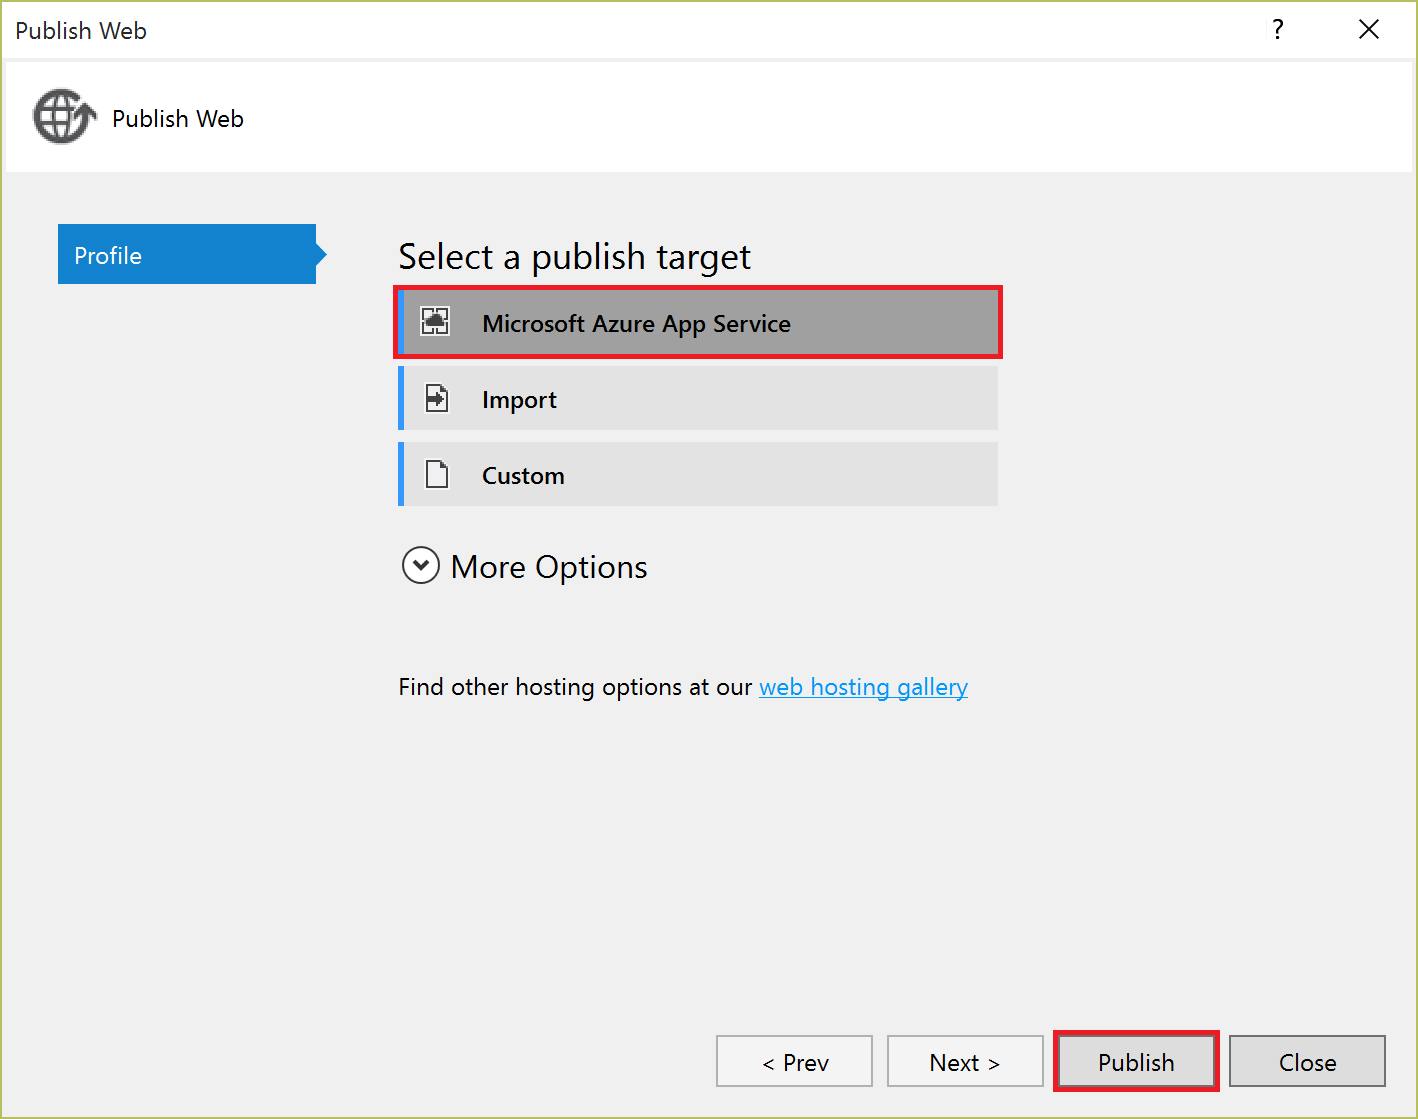 Publish Web
?
Publish Web
Profile
Select a publish target
Microsoft Azure App Service
Import
Custom
More Options
Find other hosting options at our web hosting gallery
< Prev
Next >
Publish
Close